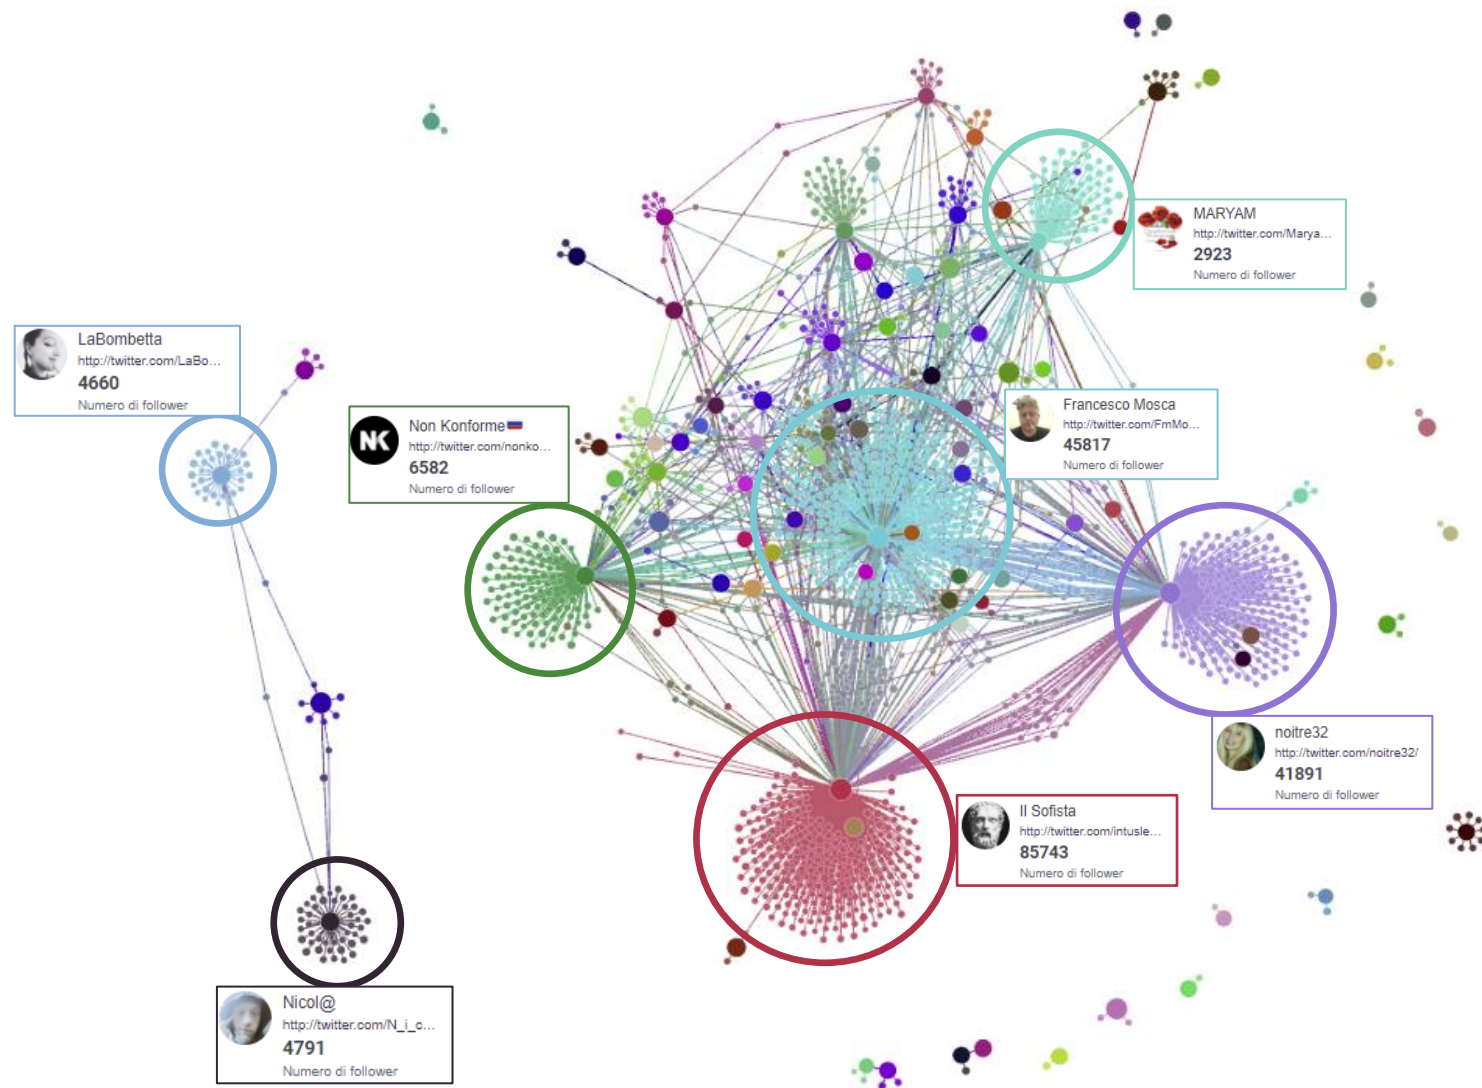 MARYAM
http://twitter.com/Marya...
2923
Numero di follower
LaBombetta
http://twitter.com/LaBo...
4660
Numero di follower
Francesco Mosca
http://twitter.com/FmMo...
45817
Numero di follower
NK
Non Konforme
http://twitter.com/nonko...
6582
Numero di follower
noitre32
http://twitter.com/noitre32/
41891
Numero di follower
Il Sofista
http://twitter.com/intusle...
85743
Numero di follower
Nicol@
http://twitter.com/N_i_c...
4791
Numero di follower